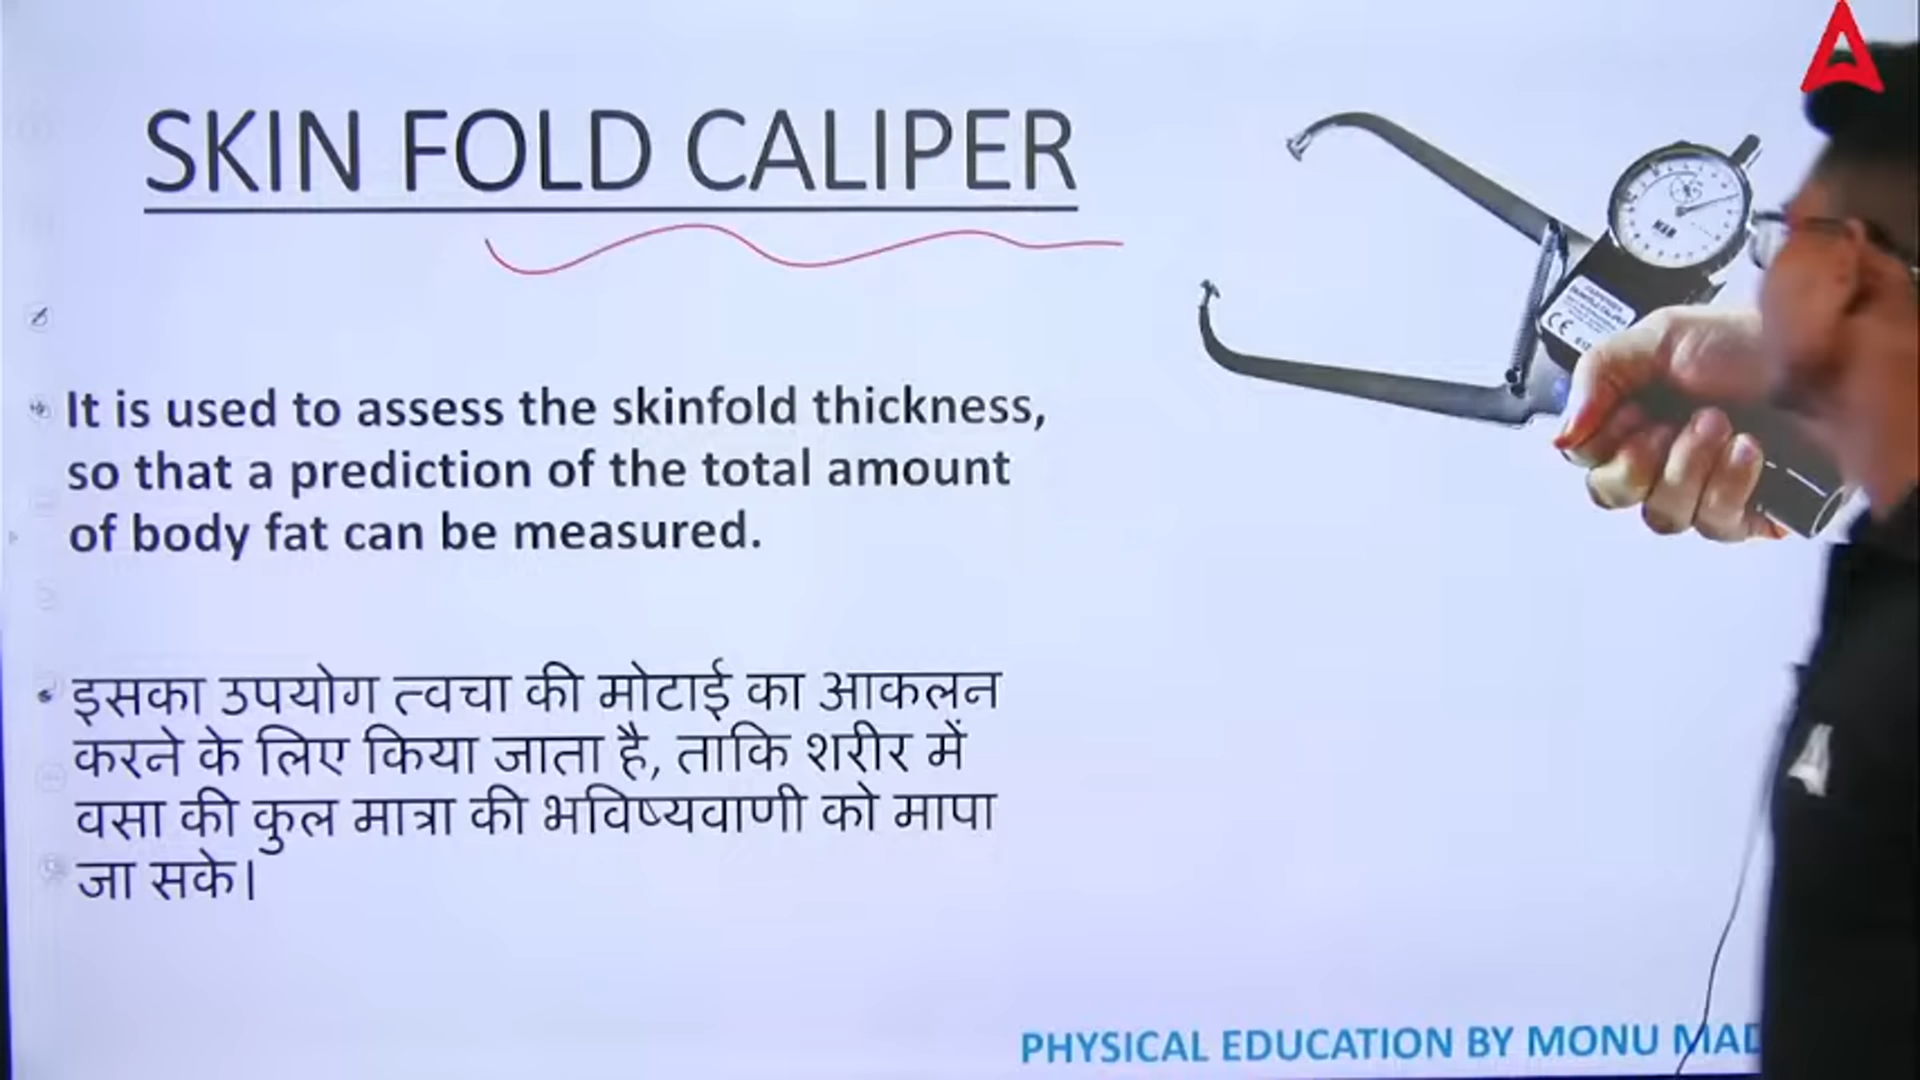 SKIN FOLD CALIPER
It is used to assess the skinfold thickness,
so that a prediction of the total amount
of body fat can be measured.
• इसका उपयोग त्वचा की मोटाई का आकलन
करने के लिए किया जाता है, ताकि शरीर में
वसा की कुल मात्रा की भविष्यवाणी को मापा
जा सके।
PHYSICAL EDUCATION BY MONU